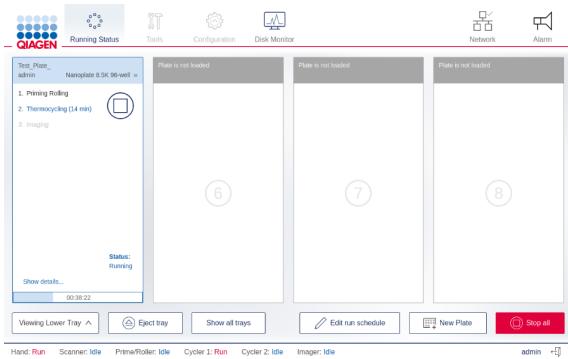 QIAGEN
Running Status
Tools
Configuration
Disk Monitor
Network
Alarm
Test_Plate_
admin Nanoplate 8.5K 96-well »
1. Priming Rolling
2. Thermocycling (14 min)
3. Imaging
Status:
Running
Show details...
00:38:22
Plate is not loaded
6
Plate is not loaded
7
Plate is not loaded
8
Viewing Lower Tray
Eject tray
Show all trays
Edit run schedule
New Plate
Stop all
Hand: Run Scanner: Idle Prime/Roller: Idle Cycler 1: Run Cycler 2: Idle Imager: Idle admin